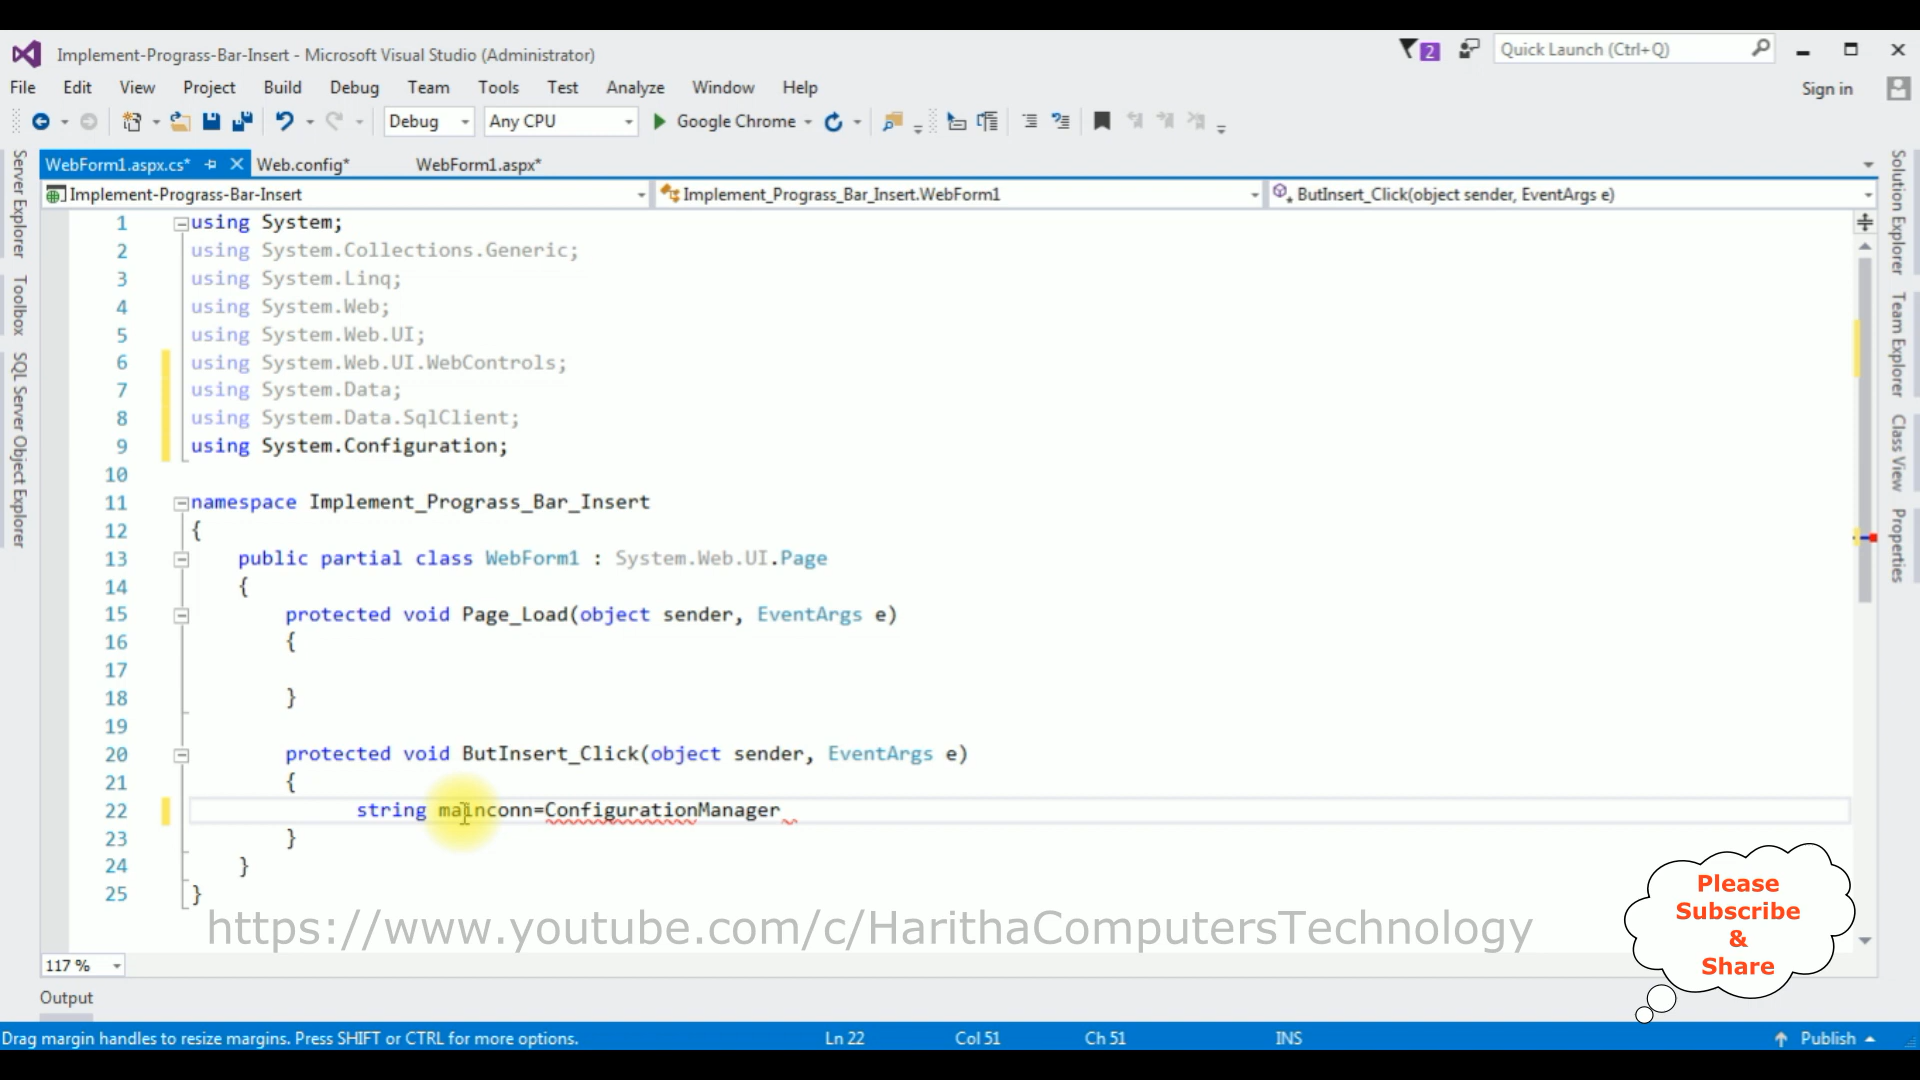 Implement-Prograss-Bar-Insert - Microsoft Visual Studio (Administrator)
2
Quick Launch (Ctrl+Q)
File Edit View Project Build Debug Team Tools Test Analyze Window Help
Sign in
Debug Any CPU Google Chrome
WebForm1.aspx.cs* Web.config* WebForm1.aspx*
Implement-Prograss-Bar-Insert Implement_Prograss_Bar_Insert.WebForm1 ButInsert_Click(object sender, EventArgs e)
Server Explorer
Toolbox
SQL Server Object Explorer
1 using System;
2 using System.Collections.Generic;
3 using System.Linq;
4 using System.Web;
5 using System.Web.UI;
6 using System.Web.UI.WebControls;
7 using System.Data;
8 using System.Data.SqlClient;
9 using System.Configuration;
10
11 namespace Implement_Prograss_Bar_Insert
12 {
13 public partial class WebForm1 : System.Web.UI.Page
14 {
15 protected void Page_Load(object sender, EventArgs e)
16 {
17
18 }
19
20 protected void ButInsert_Click(object sender, EventArgs e)
21 {
22 string mainconn=ConfigurationManager
23 }
24 }
25 }
Solution Explorer
Team Explorer
Class View
Properties
https://www.youtube.com/c/HarithaComputersTechnology
Please
Subscribe
&
Share
117 %
Output
Drag margin handles to resize margins. Press SHIFT or CTRL for more options. Ln 22 Col 51 Ch 51 INS Publish